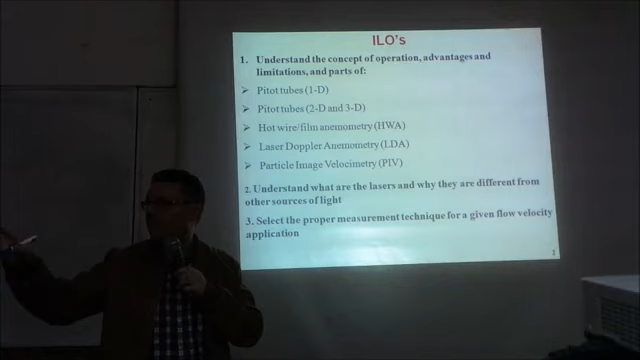 ILO's
1. Understand the concept of operation, advantages and
limitations, and parts of:
➢ Pitot tubes (1-D)
➢ Pitot tubes (2-D and 3-D)
➢ Hot wire/film anemometry (HWA)
➢ Laser Doppler Anemometry (LDA)
➢ Particle Image Velocimetry (PIV)
2. Understand what are the lasers and why they are different from
other sources of light
3. Select the proper measurement technique for a given flow velocity
application
2